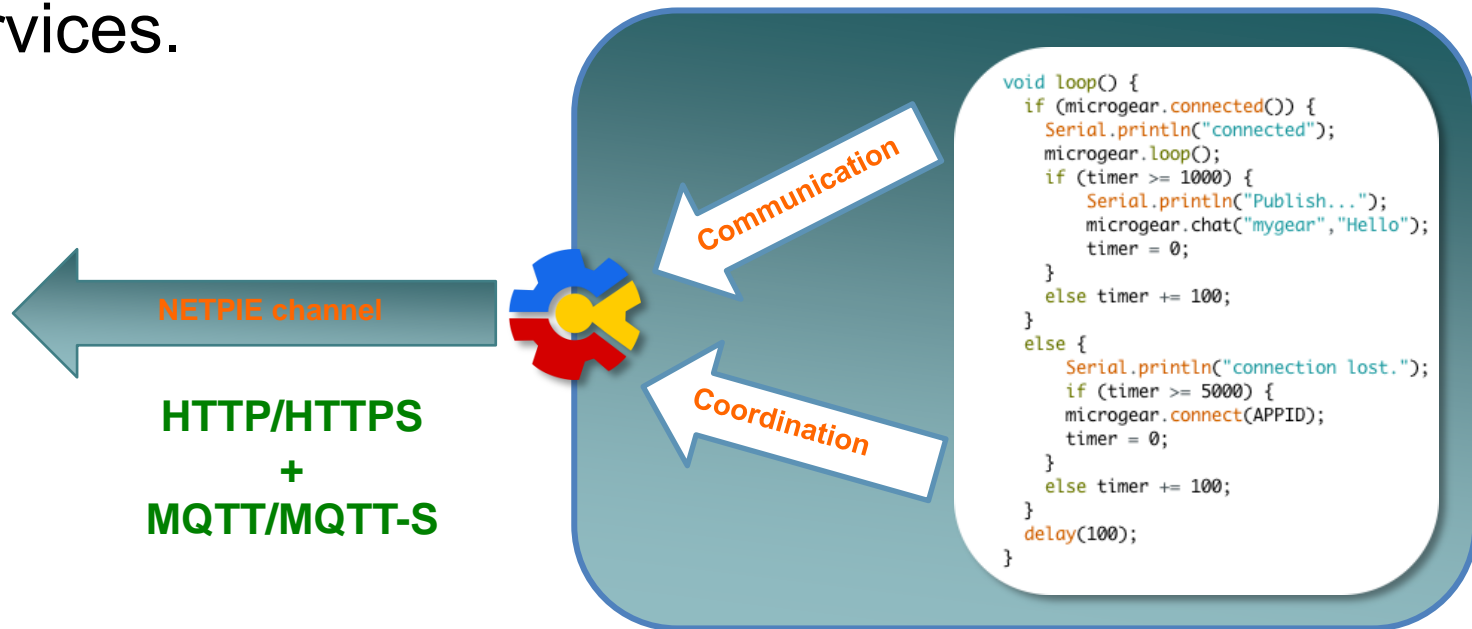 rvices.
void loop() {
if (microgear.connected()) {
Serial.println("connected");
microgear.loop();
if (timer >= 1000) {
Serial.println("Publish...");
microgear.chat("mygear","Hello");
timer = 0;
}
else timer += 100;
}
else {
Serial.println("connection lost.");
if (timer >= 5000) {
microgear.connect(APPID);
timer = 0;
}
else timer += 100;
}
delay(100);
}
Communication
NETPIE channel
Coordination
HTTP/HTTPS
+
MQTT/MQTT-S